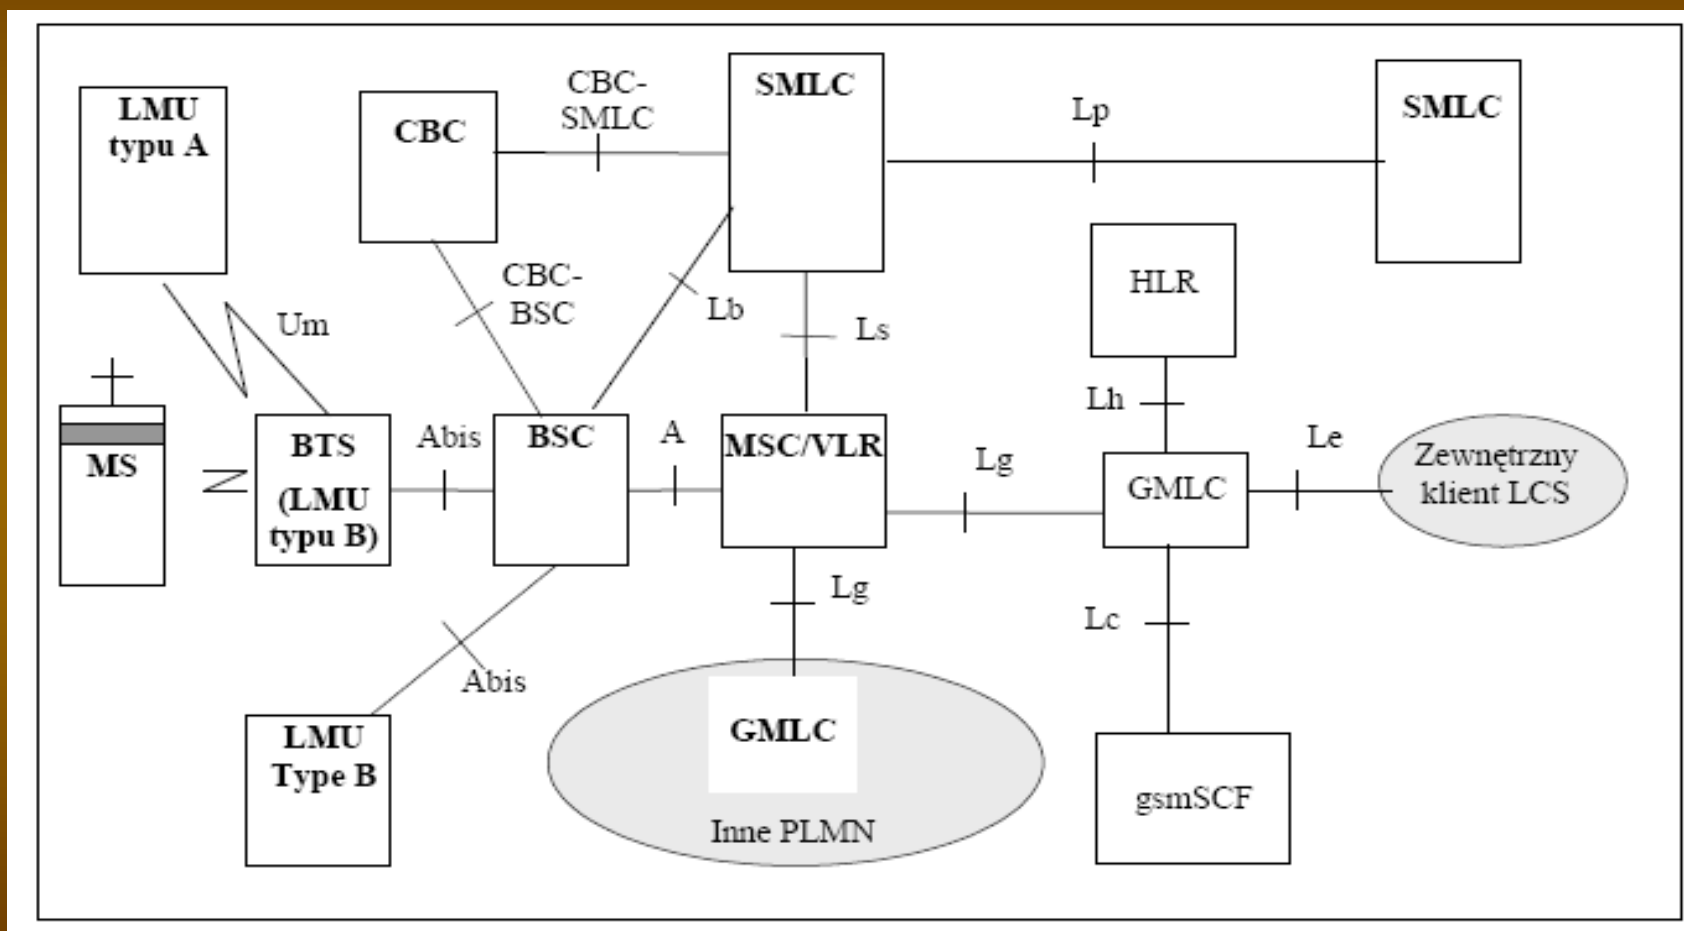 LMU
typu A
CBC
CBC-
SMLC
SMLC
Lp
SMLC
Um
CBC-
BSC
Lb
Ls
HLR
Lh
MS
BTS
(LMU
typu B)
Abis
BSC
A
MSC/VLR
Lg
GMLC
Le
Zewnętrzny
klient LCS
Abis
Lg
Lc
LMU
Type B
GMLC
Inne PLMN
gsmSCF